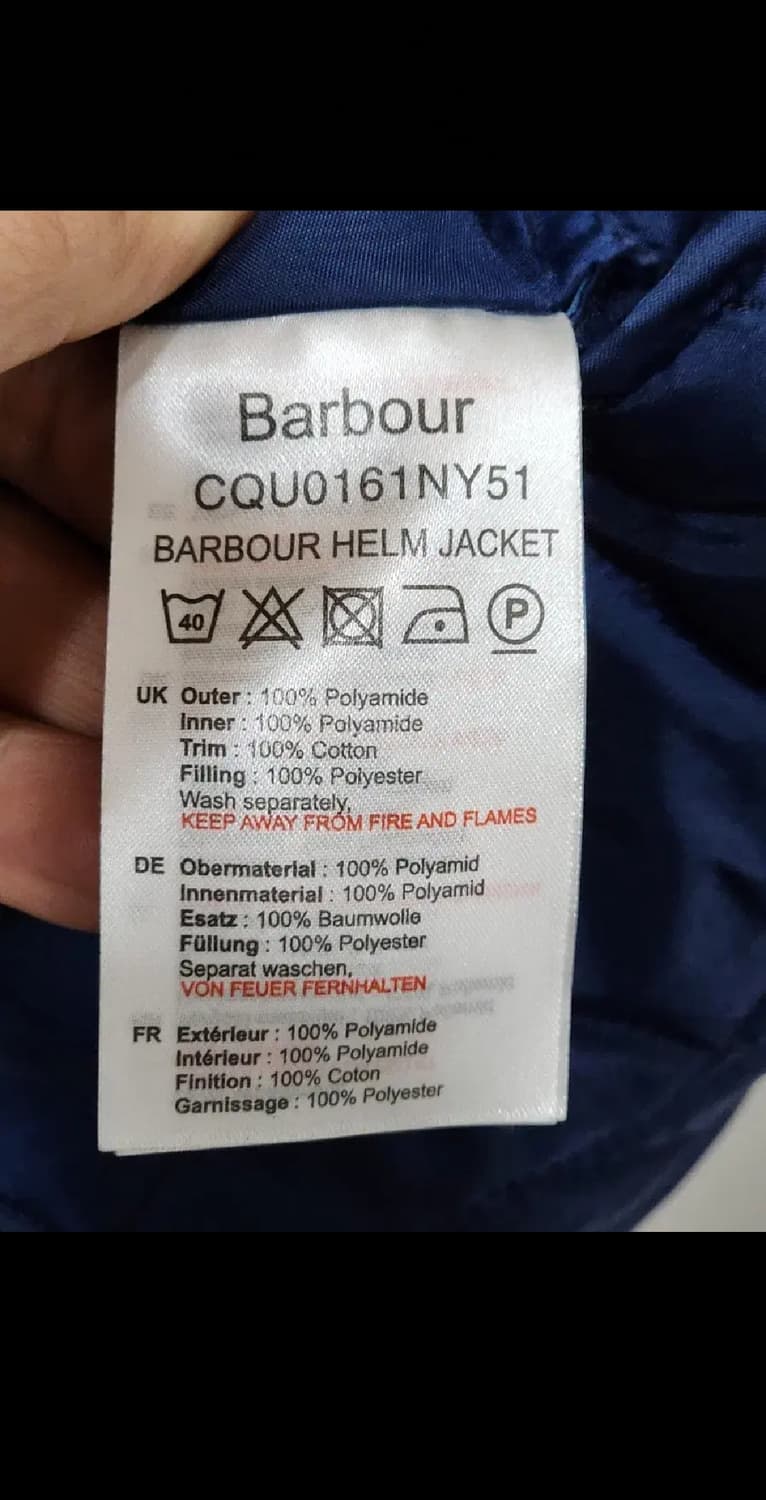 Barbour
CQU0161NY51
BARBOUR HELM JACKET
40 P
UK Outer : 100% Polyamide
Inner : 100% Polyamide
Trim : 100% Cotton
Filling : 100% Polyester
Wash separately,
KEEP AWAY FROM FIRE AND FLAMES
DE Obermaterial : 100% Polyamid
Innenmaterial : 100% Polyamid
Esatz : 100% Baumwolle
Füllung : 100% Polyester
Separat waschen,
VON FEUER FERNHALTEN
FR Extérieur : 100% Polyamide
Intérieur : 100% Polyamide
Finition : 100% Coton
Garnissage : 100% Polyester